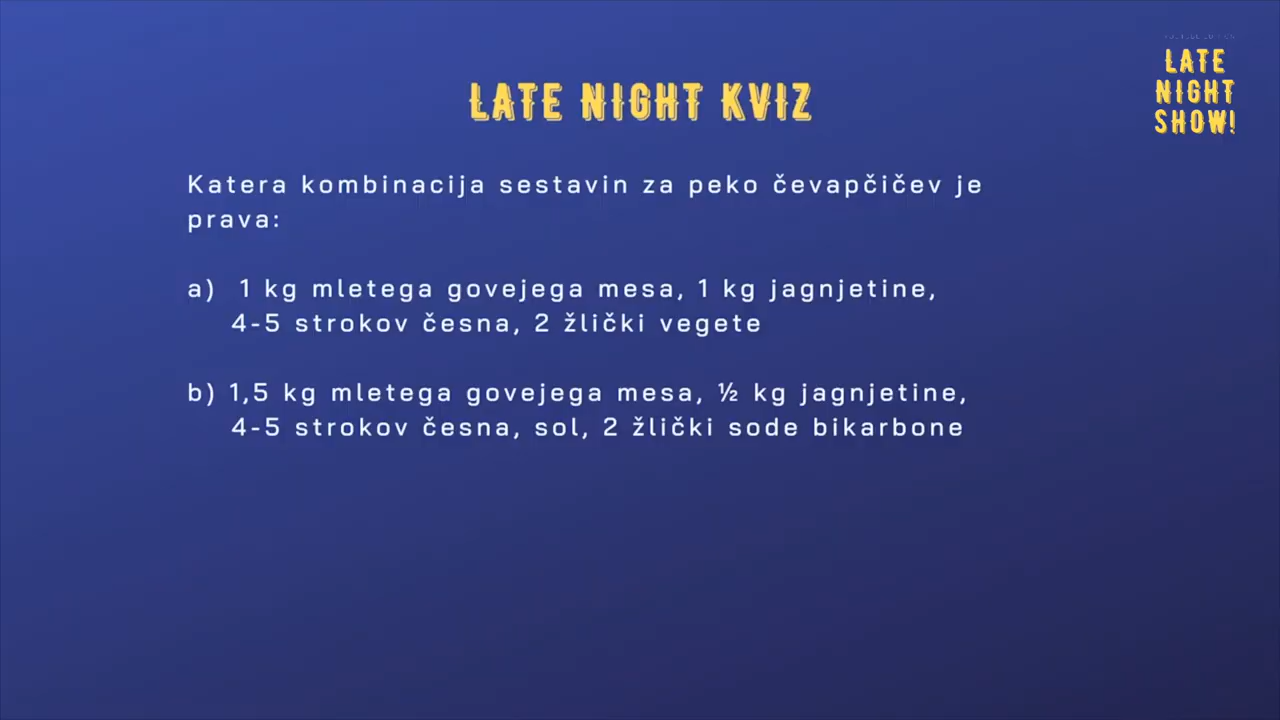 LATE
NIGHT
SHOW!
LATE NIGHT KVIZ
Katera kombinacija sestavin za peko čevapčičev je
prava:
a) 1 kg mletega govejega mesa, 1 kg jagnjetine,
4-5 strokov česna, 2 žlički vegete
b) 1,5 kg mletega govejega mesa, ½ kg jagnjetine,
4-5 strokov česna, sol, 2 žlički sode bikarbone